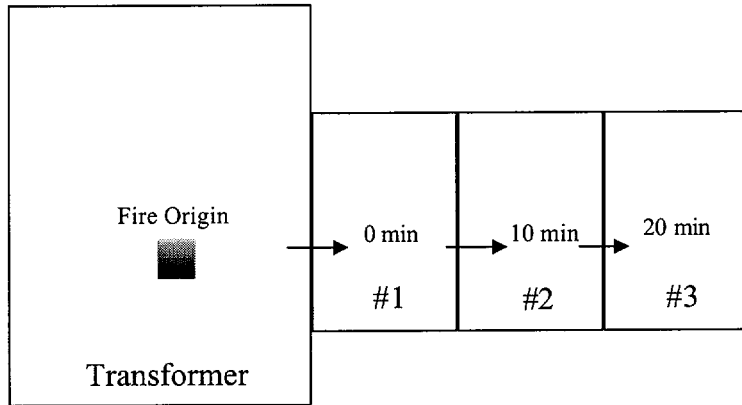 Fire Origin
0 min
10 min
20 min
#1
#2
#3
Transformer